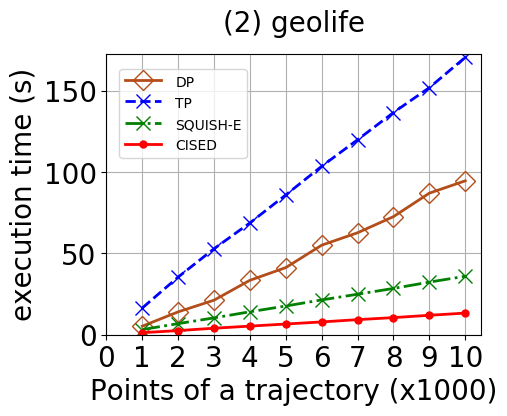 (2) geolife
execution time (s)
150
100
50
0
DP
TP
SQUISH-E
CISED
0 1 2 3 4 5 6 7 8 9 10
Points of a trajectory (x1000)